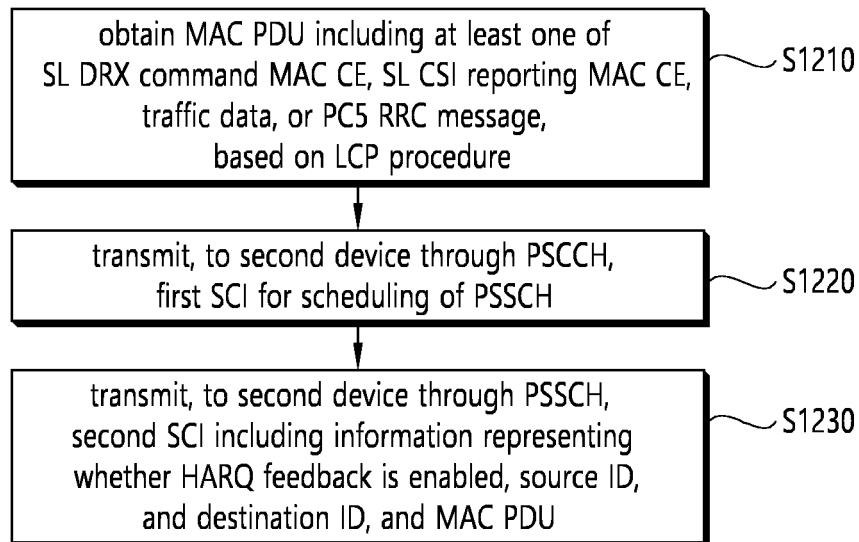 obtain MAC PDU including at least one of
SL DRX command MAC CE, SL CSI reporting MAC CE,
traffic data, or PC5 RRC message,
based on LCP procedure
S1210
transmit, to second device through PSCCH,
first SCI for scheduling of PSSCH
S1220
transmit, to second device through PSSCH,
second SCI including information representing
whether HARQ feedback is enabled, source ID,
and destination ID, and MAC PDU
S1230